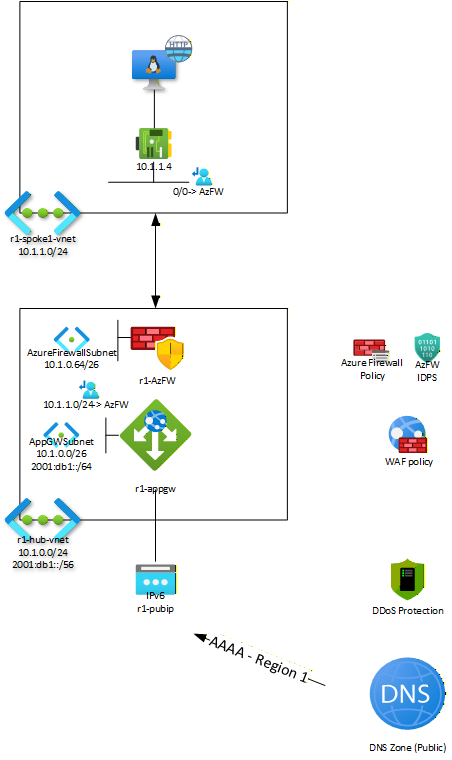 HTTP
10.1.1.4
0/0-> AzFW
r1-spoke1-vnet
10.1.1.0/24
AzureFirewallSubnet
10.1.0.64/26
r1-AzFW
10.1.1.0/24-> AzFW
AppGWSubnet
10.1.0.0/26
2001:db1::/64
r1-appgw
r1-hub-vnet
10.1.0.0/24
2001:db1::/56
IPv6
r1-pubip
AAAA - Region 1
Azure Firewall
Policy
01101
1010
110
AzFW
IDPS
WAF policy
DDoS Protection
DNS
DNS Zone (Public)